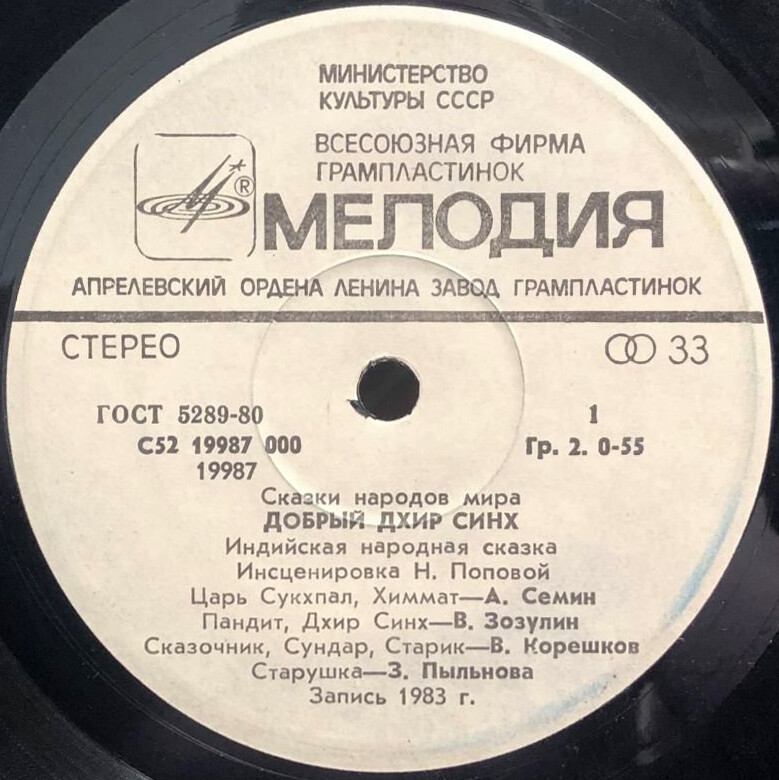 МИНИСТЕРСТВО
КУЛЬТУРЫ СССР
ВСЕСОЮЗНАЯ ФИРМА
ГРАМПЛАСТИНОК
® МЕЛОДИЯ
АПРЕЛЕВСКИЙ ОРДЕНА ЛЕНИНА ЗАВОД ГРАМПЛАСТИНОК
СТЕРЕО 33
ГОСТ 5289-80 1
С52 19987 000 Гр. 2. 0-55
19987
Сказки народов мира
ДОБРЫЙ ДХИР СИНХ
Индийская народная сказка
Инсценировка Н. Поповой
Царь Сукхпал, Химмат—А. Семин
Пандит, Дхир Синх—В. Зозулин
Сказочник, Сундар, Старик—В. Корешков
Старушка—З. Пыльнова
Запись 1983 г.